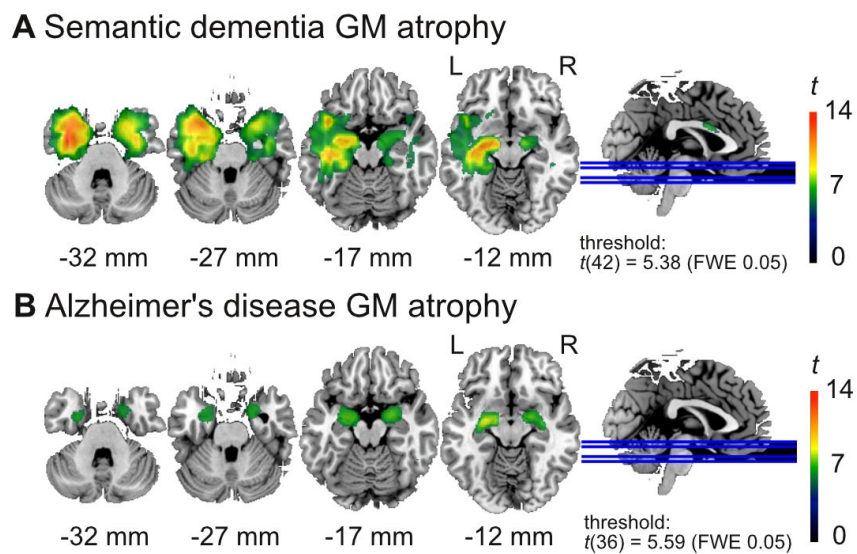 A Semantic dementia GM atrophy
L R
t
14
7
0
-32 mm -27 mm -17 mm -12 mm
threshold:
t(42) = 5.38 (FWE 0.05)
B Alzheimer's disease GM atrophy
L R
t
14
7
0
-32 mm -27 mm -17 mm -12 mm
threshold:
t(36) = 5.59 (FWE 0.05)